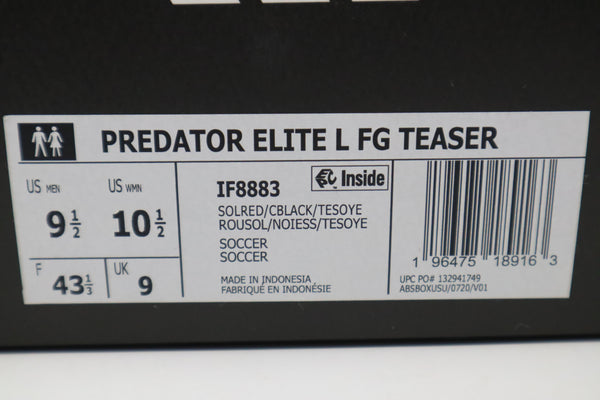 PREDATOR ELITE L FG TEASER
US MEN
9 1/2
US WMN
10 1/2
F
43 1/3
UK
9
IF8883
Inside
SOLRED/CBLACK/TESOYE
ROUSOL/NOIESS/TESOYE
SOCCER
SOCCER
MADE IN INDONESIA
FABRIQUÉ EN INDONÉSIE
1 96475 18916 3
UPC PO# 132941749
ABSBOXUSU/0720/V01